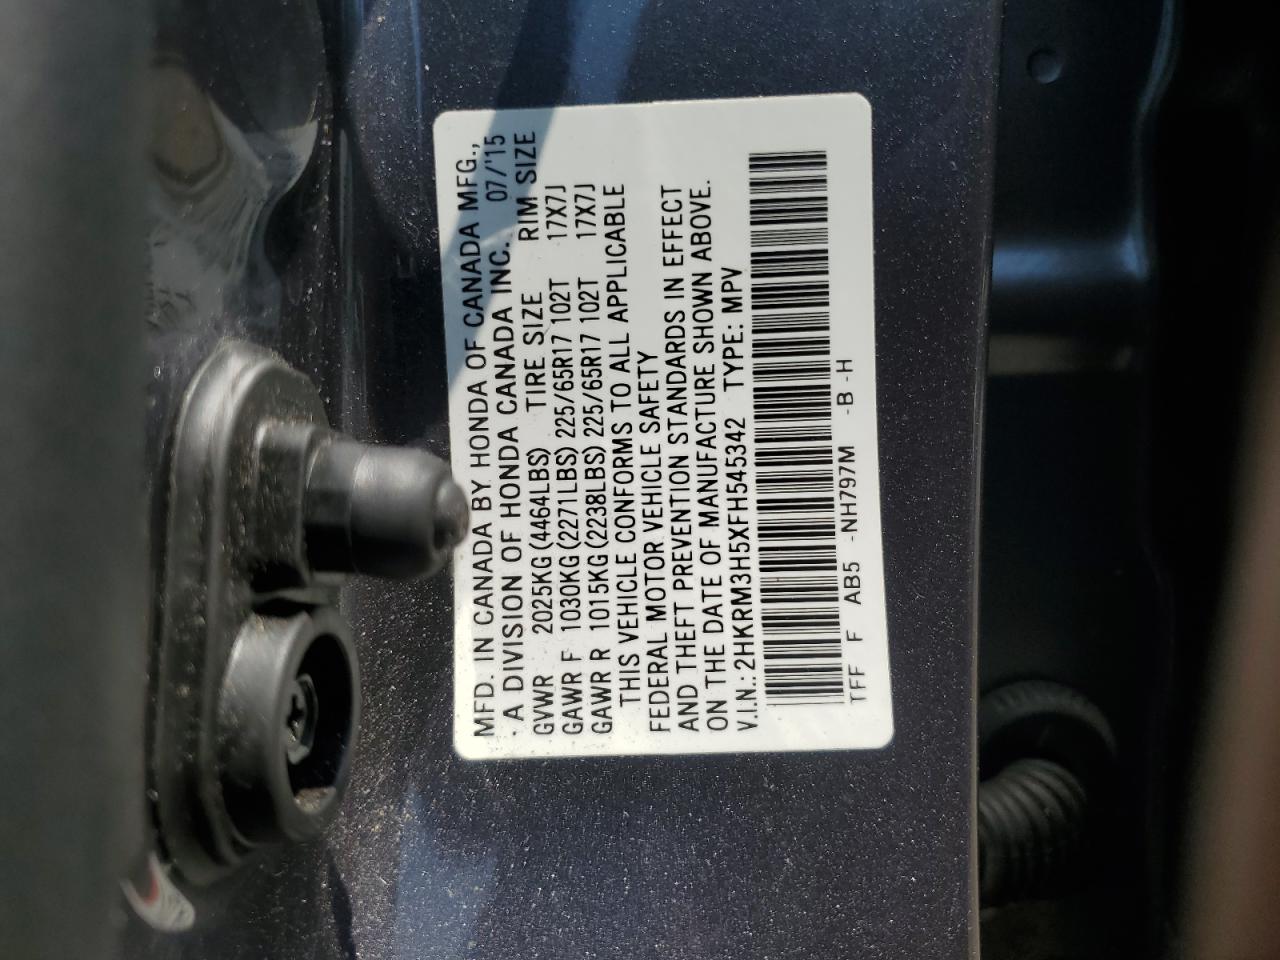 MFD. IN CANADA BY HONDA OF CANADA MFG.,
A DIVISION OF HONDA CANADA INC. 07/'15
GVWR 2025KG(4464LBS) TIRE SIZE RIM SIZE
GAWR F 1030KG(2271LBS) 225/65R17 102T 17X7J
GAWR R 1015KG(2238LBS) 225/65R17 102T 17X7J
THIS VEHICLE CONFORMS TO ALL APPLICABLE
FEDERAL MOTOR VEHICLE SAFETY
AND THEFT PREVENTION STANDARDS IN EFFECT
ON THE DATE OF MANUFACTURE SHOWN ABOVE.
V.I.N.: 2HKRM3H5XFH545342 TYPE: MPV
TFF F AB5 -NH797M -B -H